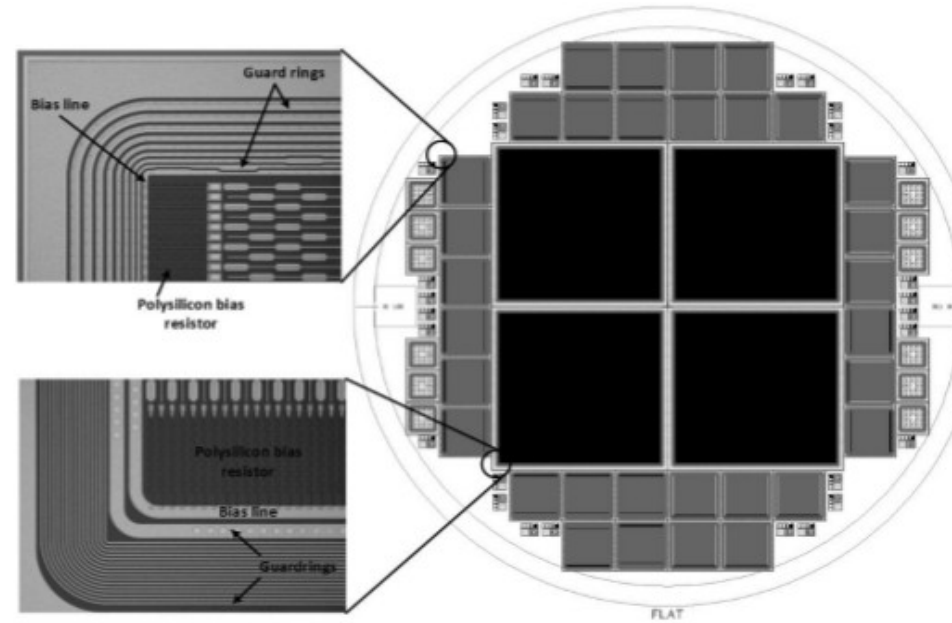 Guard rings
Bias line
Polysilicon bias
resistor
Polysilicon bias
resistor
Bias line
Guardrings
FLAT